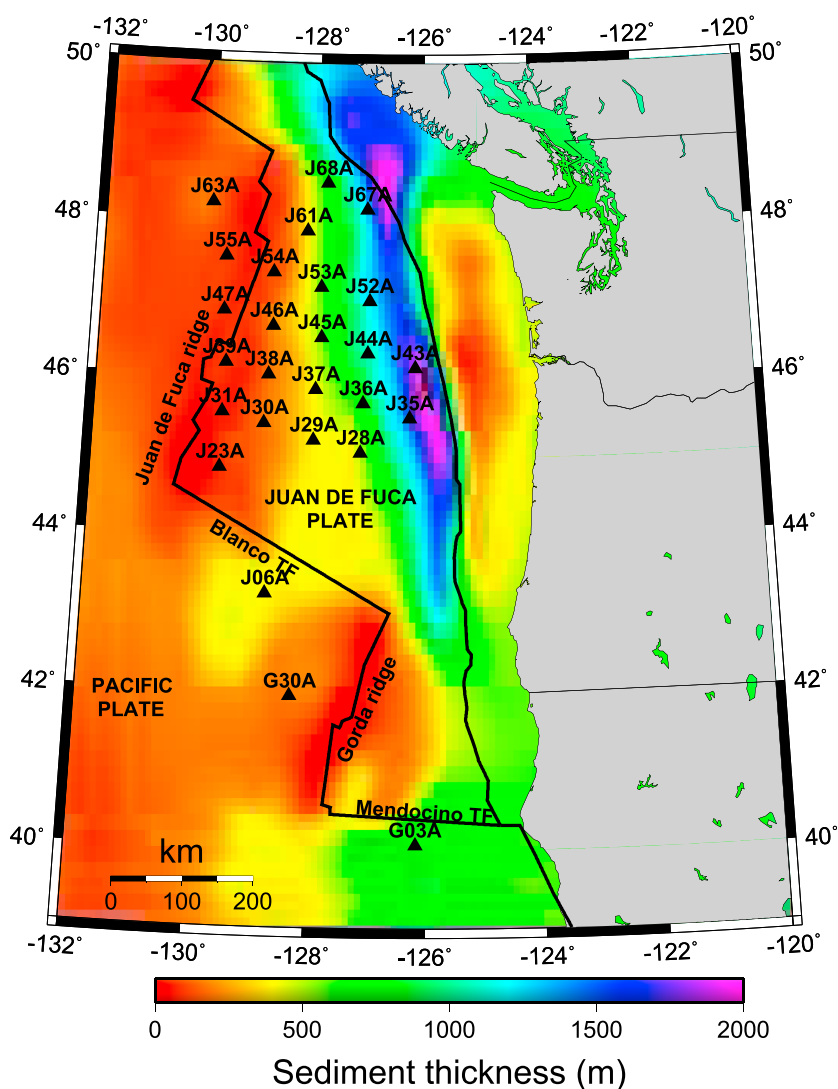 -132˚ -130˚ -128˚ -126˚ -124˚ -122˚ -120˚
50˚ 50˚
J68A
J63A J67A
48˚ 48˚
J61A
J55A J54A
J53A J52A
J47A J46A
J45A J44A
J39A J38A J43A
46˚ 46˚
J37A J36A
J31A J30A J35A
J29A J28A
J23A
Juan de Fuca ridge
JUAN DE FUCA
PLATE
44˚ 44˚
Blanco TF
J06A
42˚ 42˚
G30A
PACIFIC
PLATE
Gorda ridge
Mendocino TF
G03A
40˚ 40˚
km
0 100 200
-132˚ -130˚ -128˚ -126˚ -124˚ -122˚ -120˚
0 500 1000 1500 2000
Sediment thickness (m)